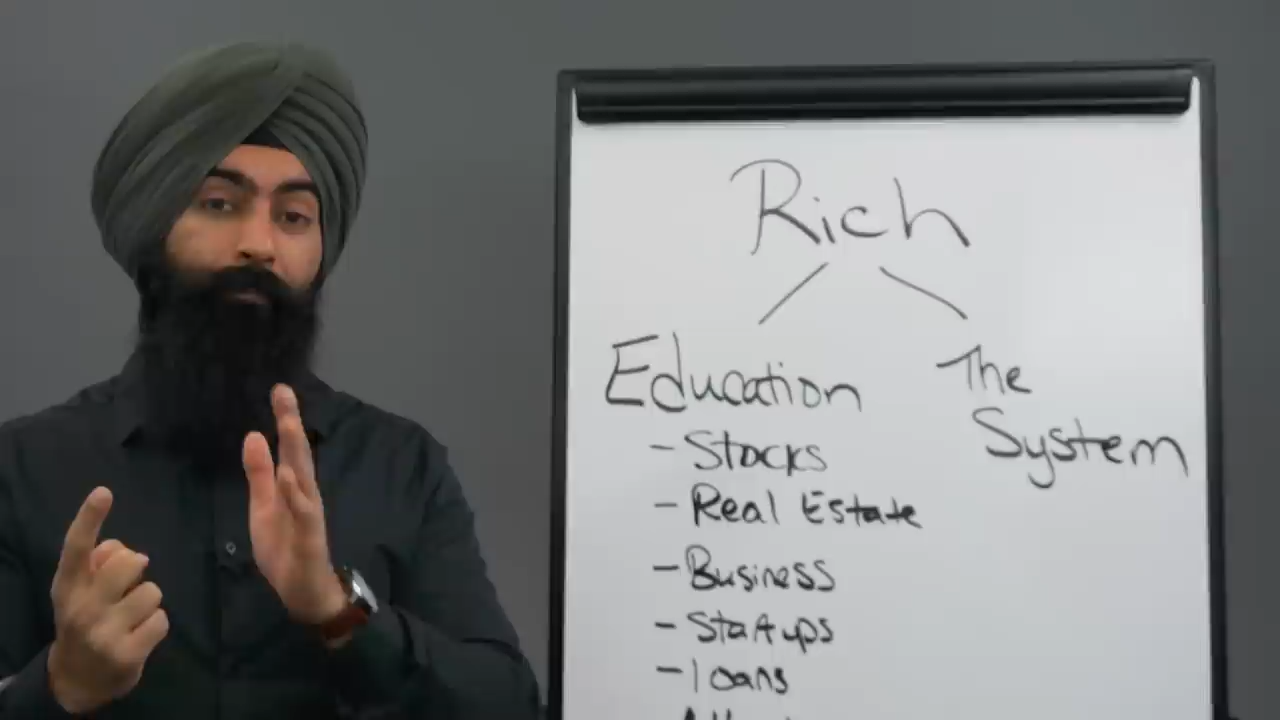 Rich
Education
- Stocks
- Real Estate
- Business
- Startups
- loans
The
System